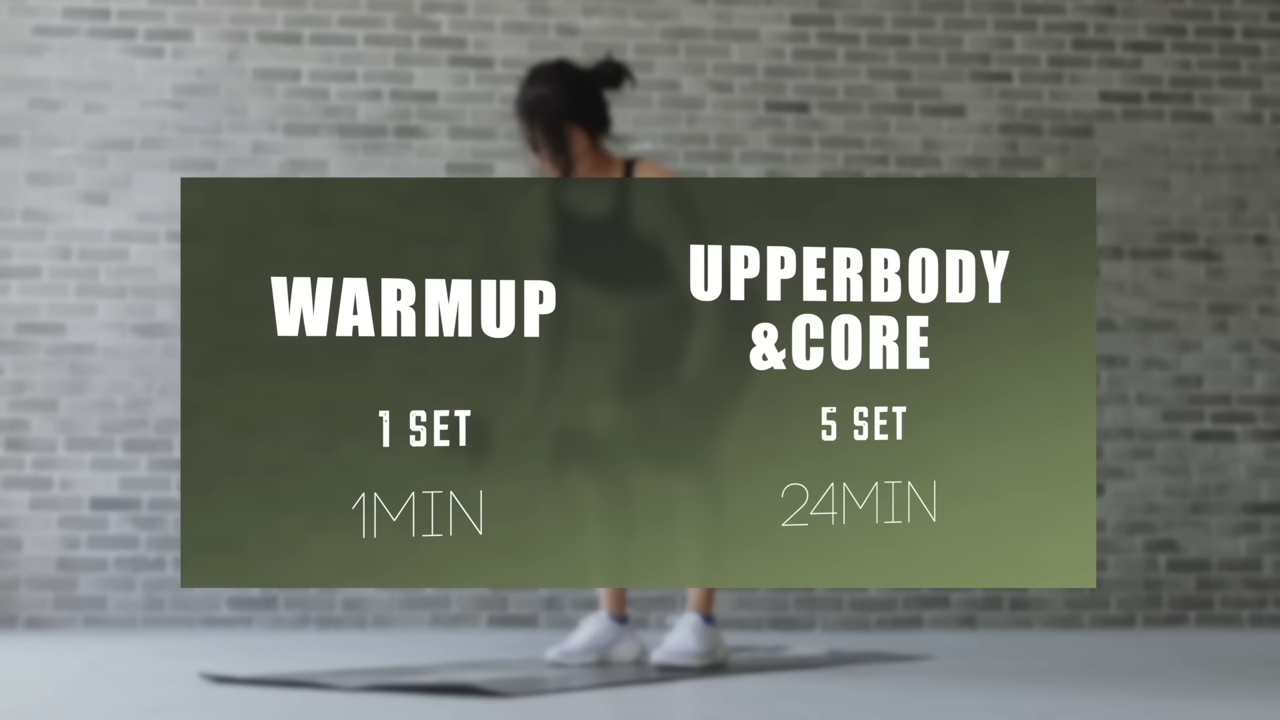 WARMUP
1 SET
1MIN
UPPERBODY
&CORE
5 SET
24MIN